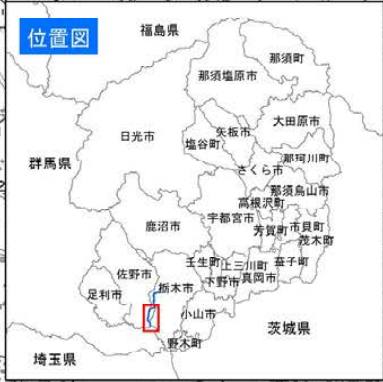 位置図
福島県
那須町
那須塩原市
大田原市
日光市
矢板市
塩谷町
那珂川町
さくら市
群馬県
那須烏山市
高根沢町
鹿沼市
宇都宮市
芳賀町
市貝町
茂木町
壬生町
上三川町
益子町
佐野市
下野市
真岡市
栃木市
足利市
小山市
茨城県
野木町
埼玉県